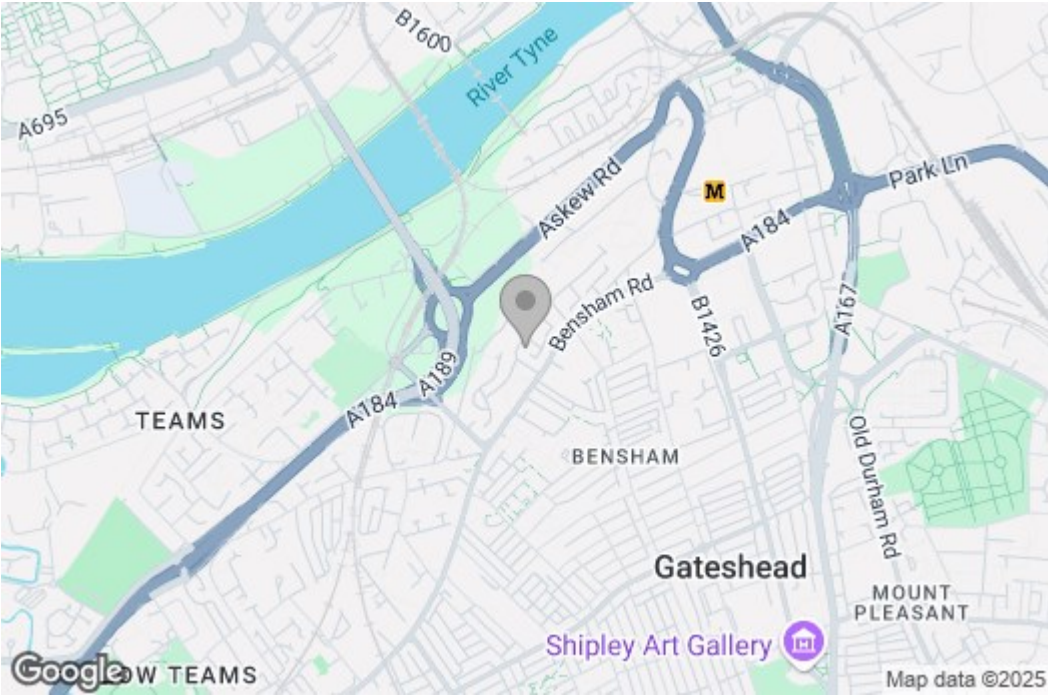 B1600
River Tyne
A695
Askew Rd
Park Ln
M
A184
Bensham Rd
B1426
A167
A189
A184
TEAMS
BENSHAM
Old Durham Rd
Gateshead
MOUNT
PLEASANT
Shipley Art Gallery
Google
OW TEAMS
Map data ©2025